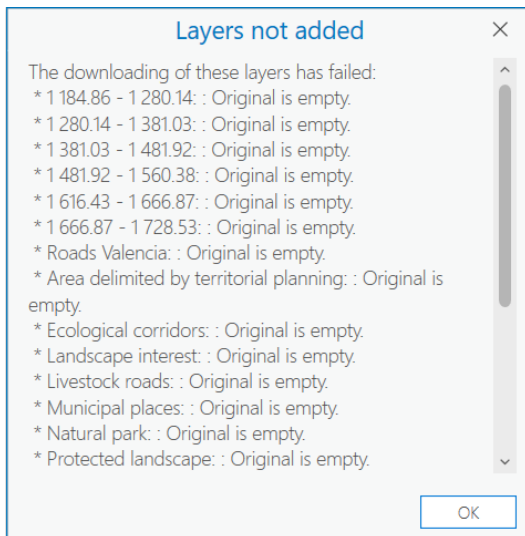 Layers not added
The downloading of these layers has failed:
* 1 184.86 - 1 280.14: : Original is empty.
* 1 280.14 - 1 381.03: : Original is empty.
* 1 381.03 - 1 481.92: : Original is empty.
* 1 481.92 - 1 560.38: : Original is empty.
* 1 616.43 - 1 666.87: : Original is empty.
* 1 666.87 - 1 728.53: : Original is empty.
* Roads Valencia: : Original is empty.
* Area delimited by territorial planning: : Original is
empty.
* Ecological corridors: : Original is empty.
* Landscape interest: : Original is empty.
* Livestock roads: : Original is empty.
* Municipal places: : Original is empty.
* Natural park: : Original is empty.
* Protected landscape: : Original is empty.
OK